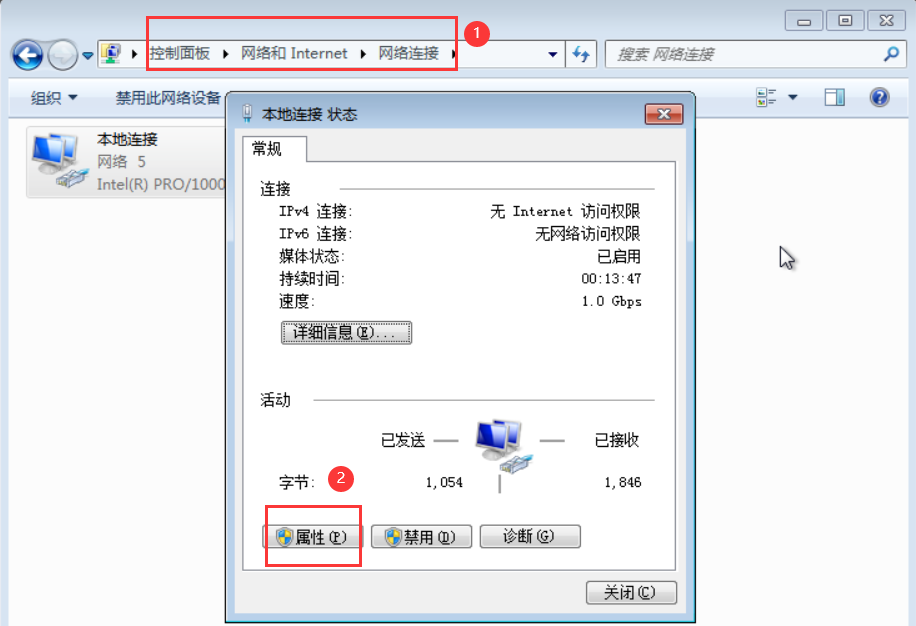 1
控制面板 网络和 Internet 网络连接
搜索 网络连接
组织 禁用此网络设备
本地连接
网络 5
Intel(R) PRO/1000
本地连接 状态
常规
连接
IPv4 连接: 无 Internet 访问权限
IPv6 连接: 无网络访问权限
媒体状态: 已启用
持续时间: 00:13:47
速度: 1.0 Gbps
详细信息(E)...
活动
已发送 已接收
字节: 1,054 1,846
2
属性(P) 禁用(D) 诊断(G)
关闭(C)